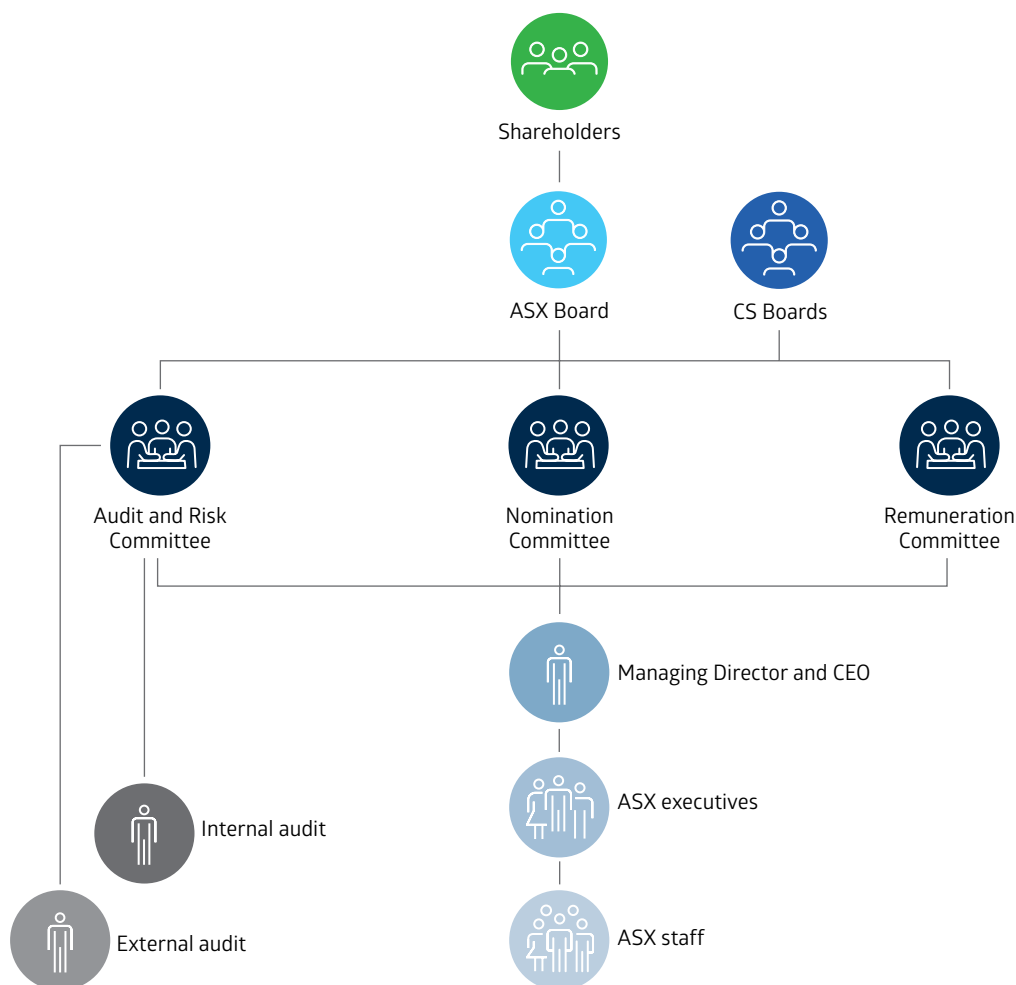 Shareholders
ASX Board
CS Boards
Audit and Risk
Committee
Nomination
Committee
Remuneration
Committee
Managing Director and CEO
ASX executives
Internal audit
ASX staff
External audit